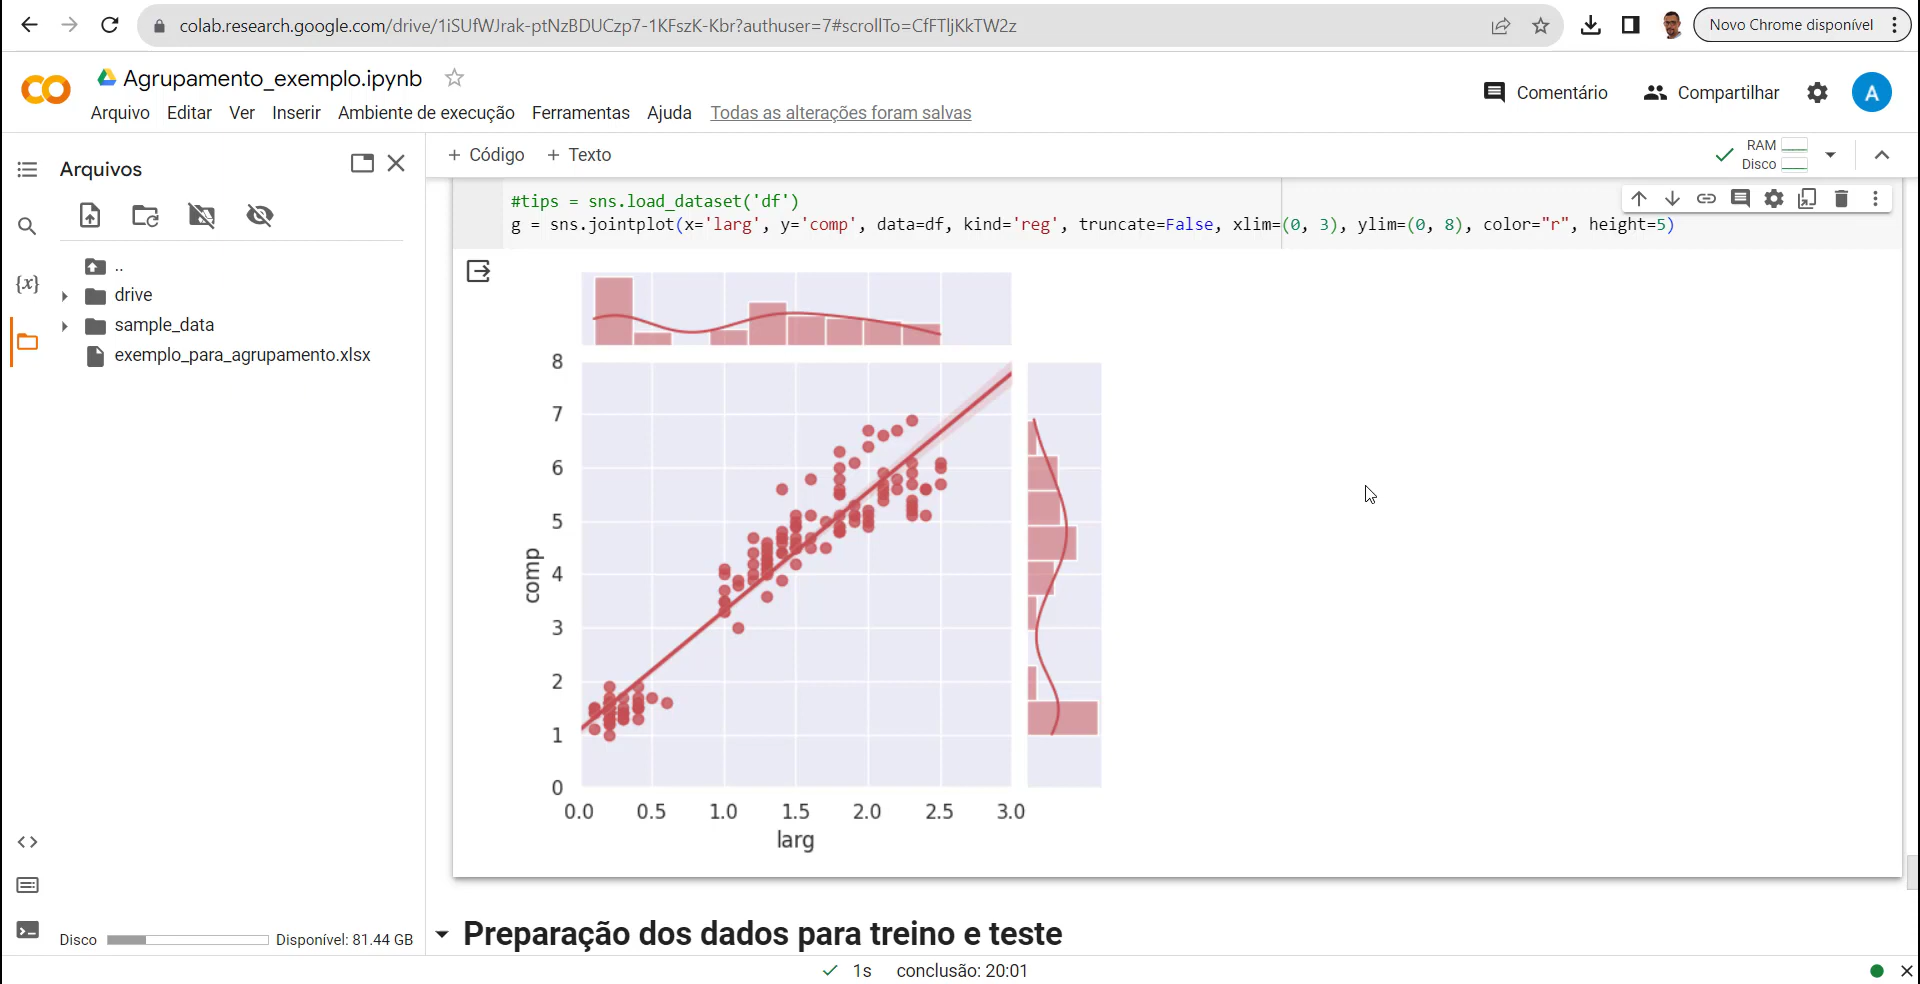 colab.research.google.com/drive/1iSUfWJrak-ptNzBDUCzp7-1KFszK-Kbr?authuser=7#scrollTo=CfFTljKkTW2z
Novo Chrome disponível
Agrupamento_exemplo.ipynb
Arquivo Editar Ver Inserir Ambiente de execução Ferramentas Ajuda Todas as alterações foram salvas
Comentário Compartilhar A
Arquivos
+ Código + Texto
RAM
Disco
..
drive
sample_data
exemplo_para_agrupamento.xlsx
{x}
#tips = sns.load_dataset('df')
g = sns.jointplot(x='larg', y='comp', data=df, kind='reg', truncate=False, xlim=(0, 3), ylim=(0, 8), color="r", height=5)
8
7
6
5
4
3
2
1
0
comp
0.0 0.5 1.0 1.5 2.0 2.5 3.0
larg
Preparação dos dados para treino e teste
Disco Disponível: 81.44 GB
1s conclusão: 20:01